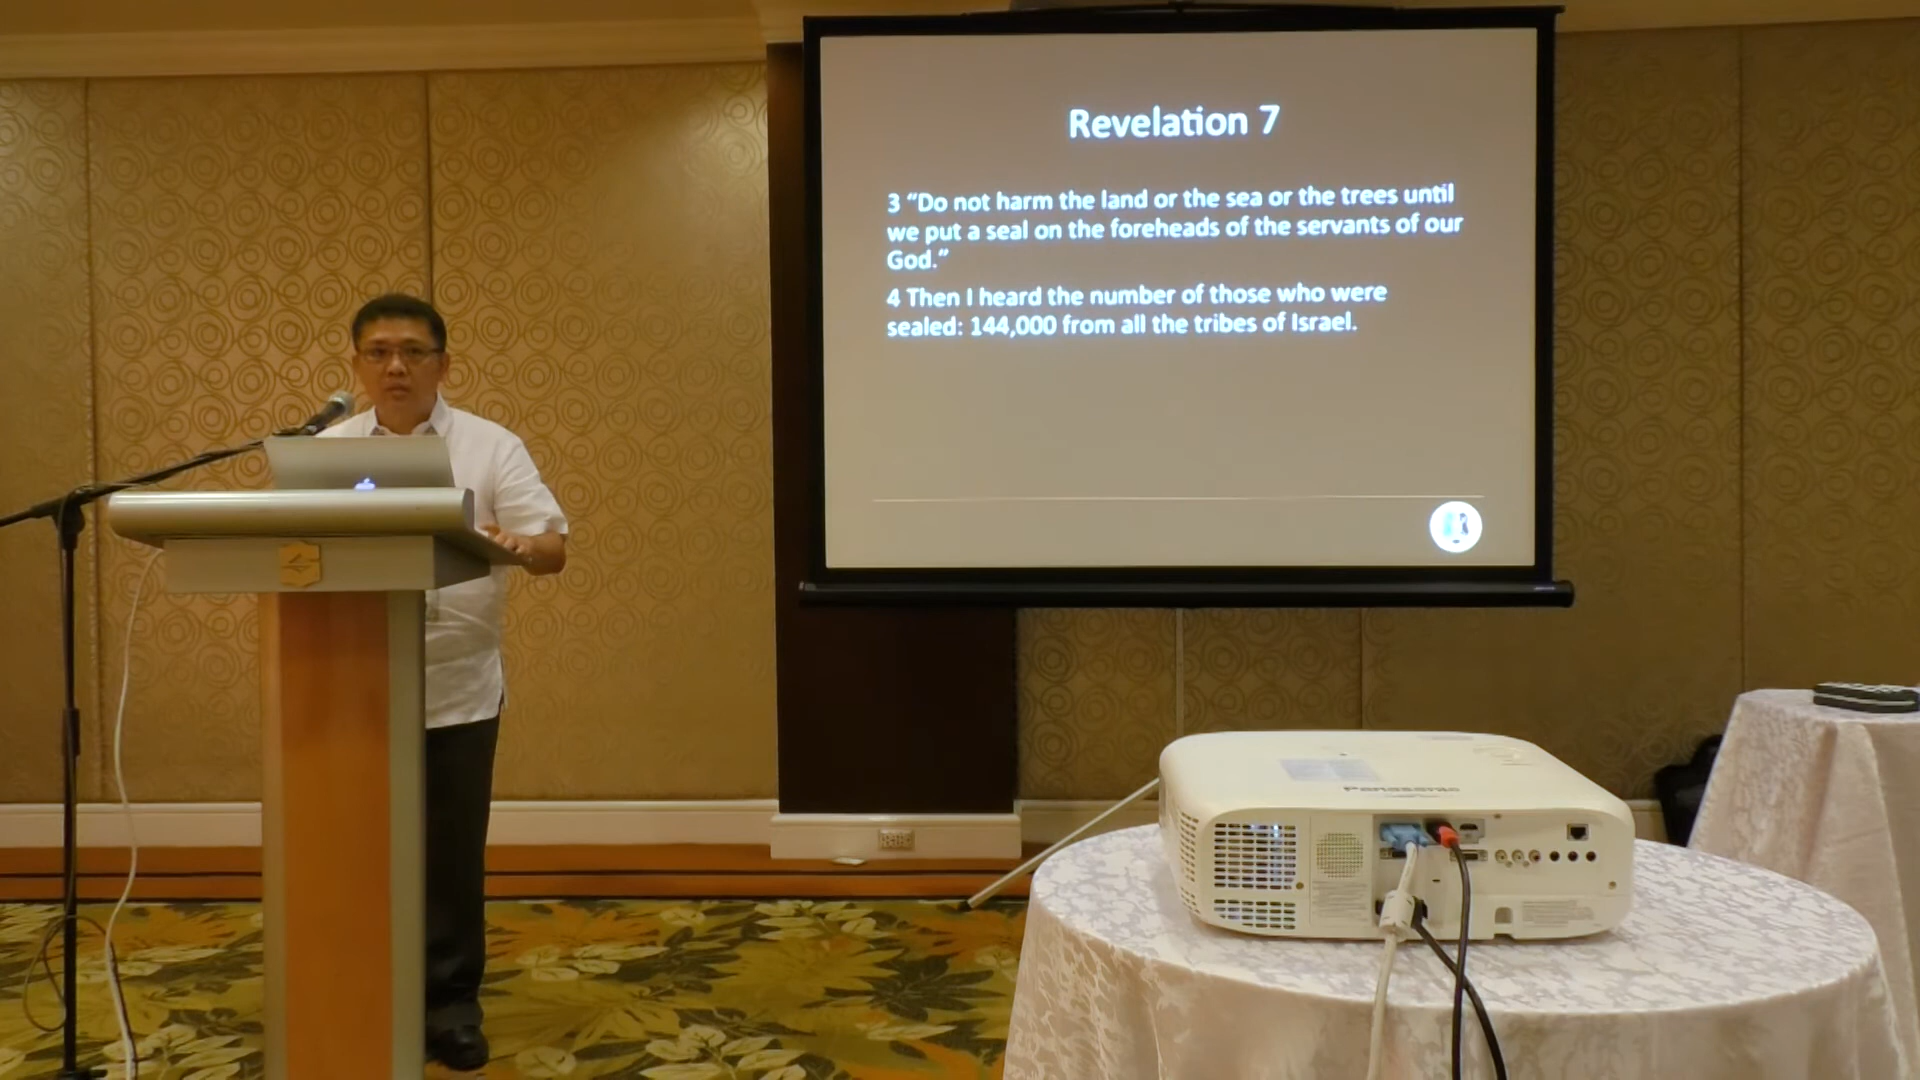 Revelation 7
3 “Do not harm the land or the sea or the trees until
we put a seal on the foreheads of the servants of our
God.”
4 Then I heard the number of those who were
sealed: 144,000 from all the tribes of Israel.
Panasonic